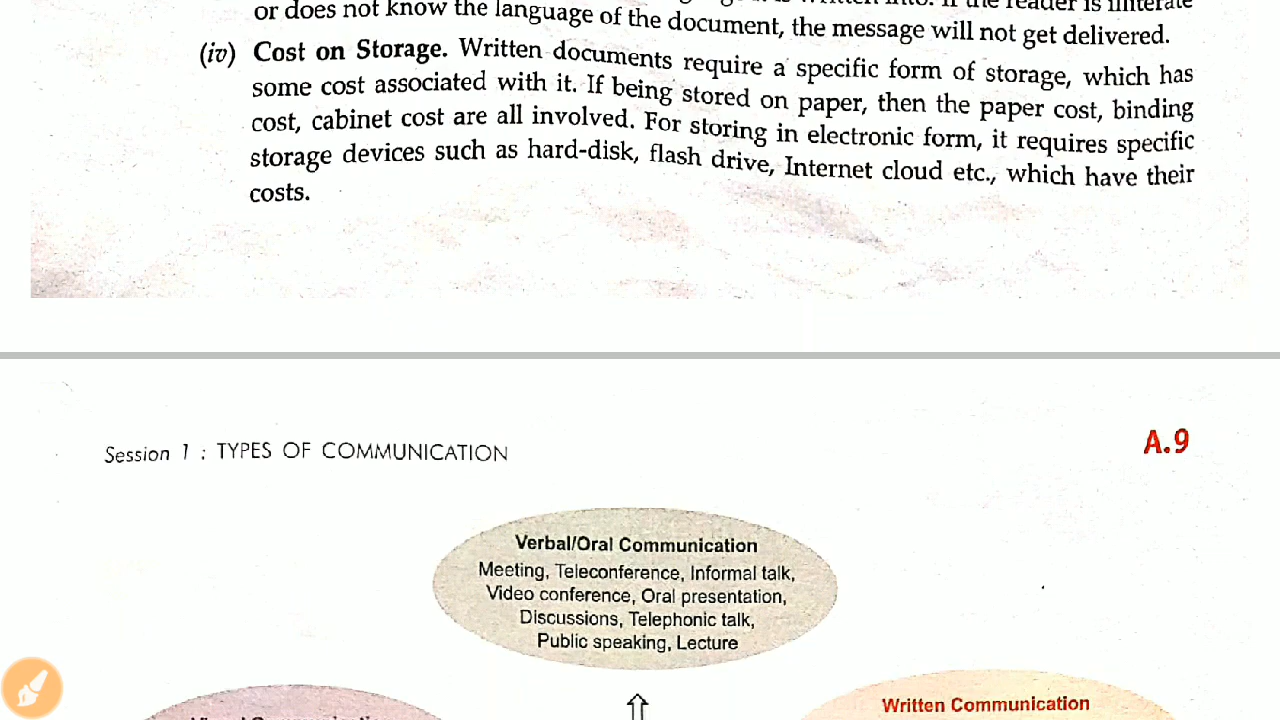 or does not know the language of the document, the message will not get delivered.
(iv) Cost on Storage. Written documents require a specific form of storage, which has
some cost associated with it. If being stored on paper, then the paper cost, binding
cost, cabinet cost are all involved. For storing in electronic form, it requires specific
storage devices such as hard-disk, flash drive, Internet cloud etc., which have their
costs.
Session 1 : TYPES OF COMMUNICATION
A.9
Verbal/Oral Communication
Meeting, Teleconference, Informal talk,
Video conference, Oral presentation,
Discussions, Telephonic talk,
Public speaking, Lecture
Written Communication